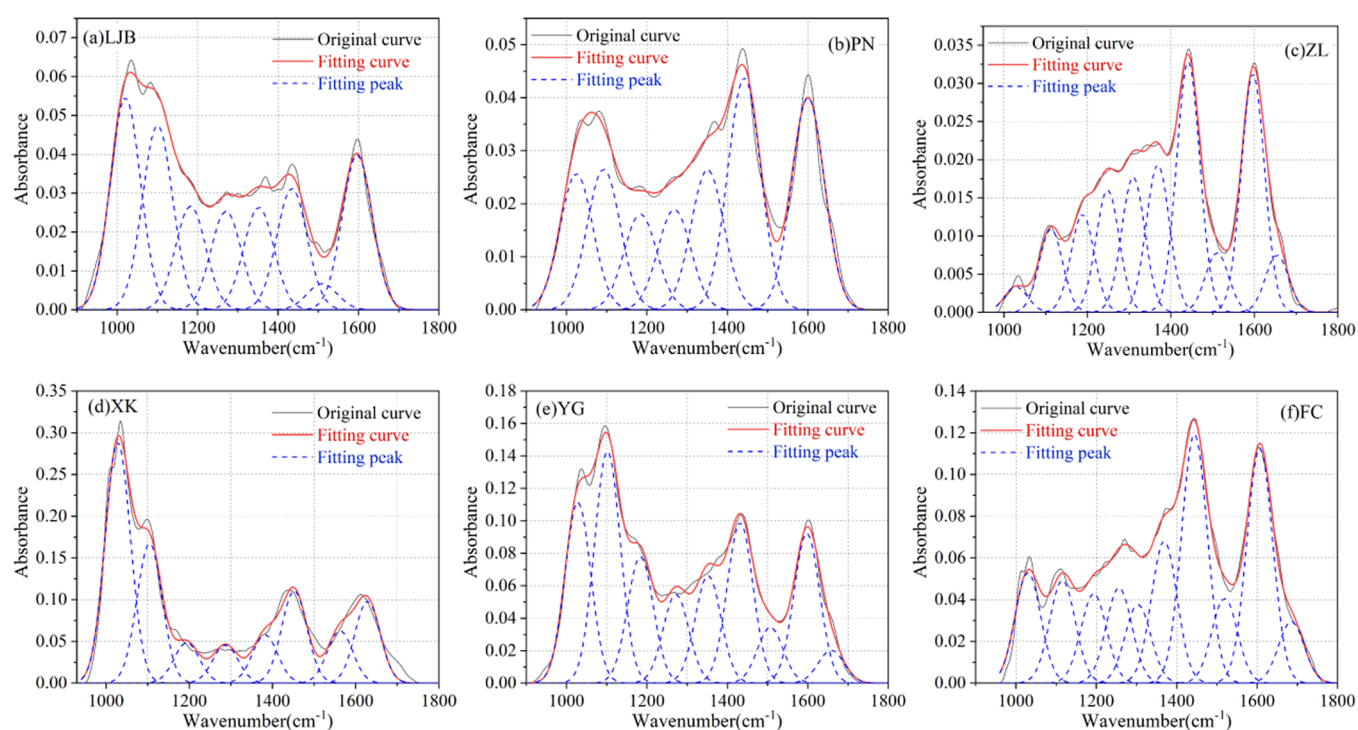 (a)LJB
Original curve
Fitting curve
Fitting peak
0.07
0.06
0.05
0.04
0.03
0.02
0.01
0.00
Absorbance
1000 1200 1400 1600 1800
Wavenumber(cm⁻¹)
(b)PN
Original curve
Fitting curve
Fitting peak
0.05
0.04
0.03
0.02
0.01
0.00
Absorbance
1000 1200 1400 1600 1800
Wavenumber(cm⁻¹)
(c)ZL
Original curve
Fitting curve
Fitting peak
0.035
0.030
0.025
0.020
0.015
0.010
0.005
0.000
Absorbance
1000 1200 1400 1600 1800
Wavenumber(cm⁻¹)
(d)XK
Original curve
Fitting curve
Fitting peak
0.35
0.30
0.25
0.20
0.15
0.10
0.05
0.00
Absorbance
1000 1200 1400 1600 1800
Wavenumber(cm⁻¹)
(e)YG
Original curve
Fitting curve
Fitting peak
0.18
0.16
0.14
0.12
0.10
0.08
0.06
0.04
0.02
0.00
Absorbance
1000 1200 1400 1600 1800
Wavenumber(cm⁻¹)
(f)FC
Original curve
Fitting curve
Fitting peak
0.14
0.12
0.10
0.08
0.06
0.04
0.02
0.00
Absorbance
1000 1200 1400 1600 1800
Wavenumber(cm⁻¹)